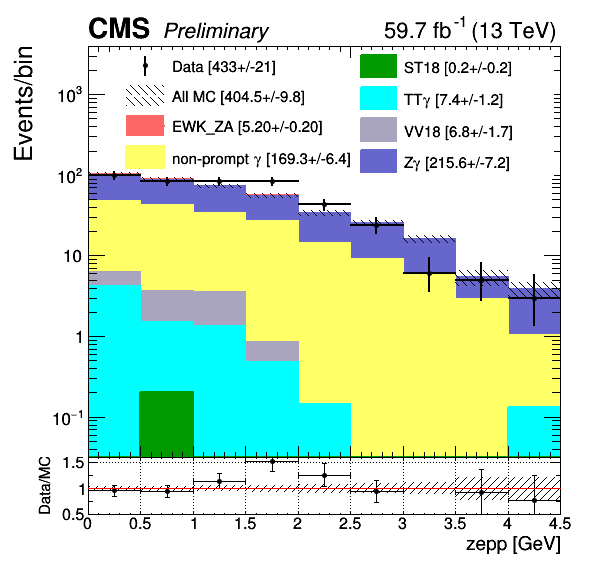 CMS Preliminary 59.7 fb⁻¹ (13 TeV)
Events/bin
Data [433+/-21]
All MC [404.5+/-9.8]
EWK_ZA [5.20+/-0.20]
non-prompt γ [169.3+/-6.4]
ST18 [0.2+/-0.2]
TTγ [7.4+/-1.2]
VV18 [6.8+/-1.7]
Zγ [215.6+/-7.2]
10³
10²
10
1
10⁻¹
Data/MC
1.5
1
0.5
0 0.5 1 1.5 2 2.5 3 3.5 4 4.5
zepp [GeV]